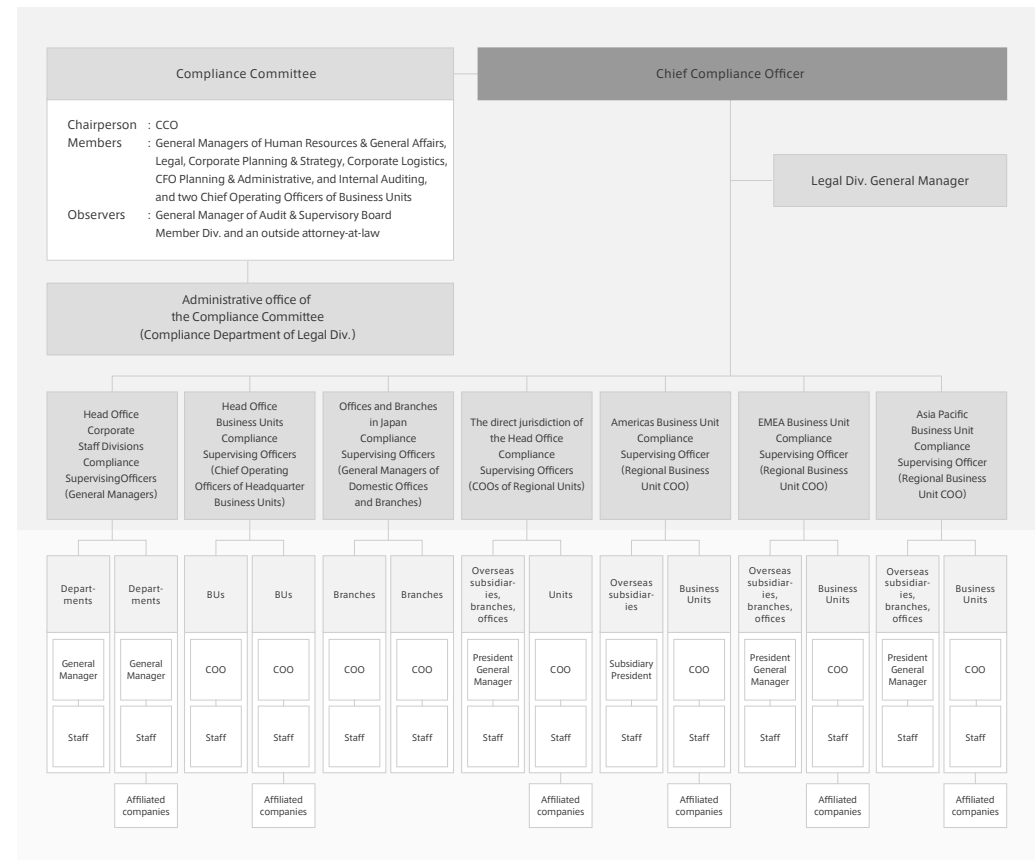 Compliance Committee
Chief Compliance Officer
Chairperson : CCO
Members : General Managers of Human Resources & General Affairs,
Legal, Corporate Planning & Strategy, Corporate Logistics,
CFO Planning & Administrative, and Internal Auditing,
and two Chief Operating Officers of Business Units
Observers : General Manager of Audit & Supervisory Board
Member Div. and an outside attorney-at-law
Legal Div. General Manager
Administrative office of
the Compliance Committee
(Compliance Department of Legal Div.)
Head Office
Corporate
Staff Divisions
Compliance
SupervisingOfficers
(General Managers)
Head Office
Business Units
Compliance
Supervising Officers
(Chief Operating
Officers of Headquarter
Business Units)
Offices and Branches
in Japan
Compliance
Supervising Officers
(General Managers of
Domestic Offices
and Branches)
The direct jurisdiction of
the Head Office
Compliance
Supervising Officers
(COOs of Regional Units)
Americas Business Unit
Compliance
Supervising Officer
(Regional Business
Unit COO)
EMEA Business Unit
Compliance
Supervising Officer
(Regional Business
Unit COO)
Asia Pacific
Business Unit
Compliance
Supervising Officer
(Regional Business
Unit COO)
Depart-
ments
Depart-
ments
BUs
BUs
Branches
Branches
Overseas
subsidiar-
ies,
branches,
offices
Units
Overseas
subsidiar-
ies
Business
Units
Overseas
subsidiar-
ies,
branches,
offices
Business
Units
Overseas
subsidiar-
ies,
branches,
offices
Business
Units
General
Manager
General
Manager
COO
COO
COO
COO
President
General
Manager
COO
Subsidiary
President
COO
President
General
Manager
COO
President
General
Manager
COO
Staff
Staff
Staff
Staff
Staff
Staff
Staff
Staff
Staff
Staff
Staff
Staff
Staff
Staff
Affiliated
companies
Affiliated
companies
Affiliated
companies
Affiliated
companies
Affiliated
companies
Affiliated
companies